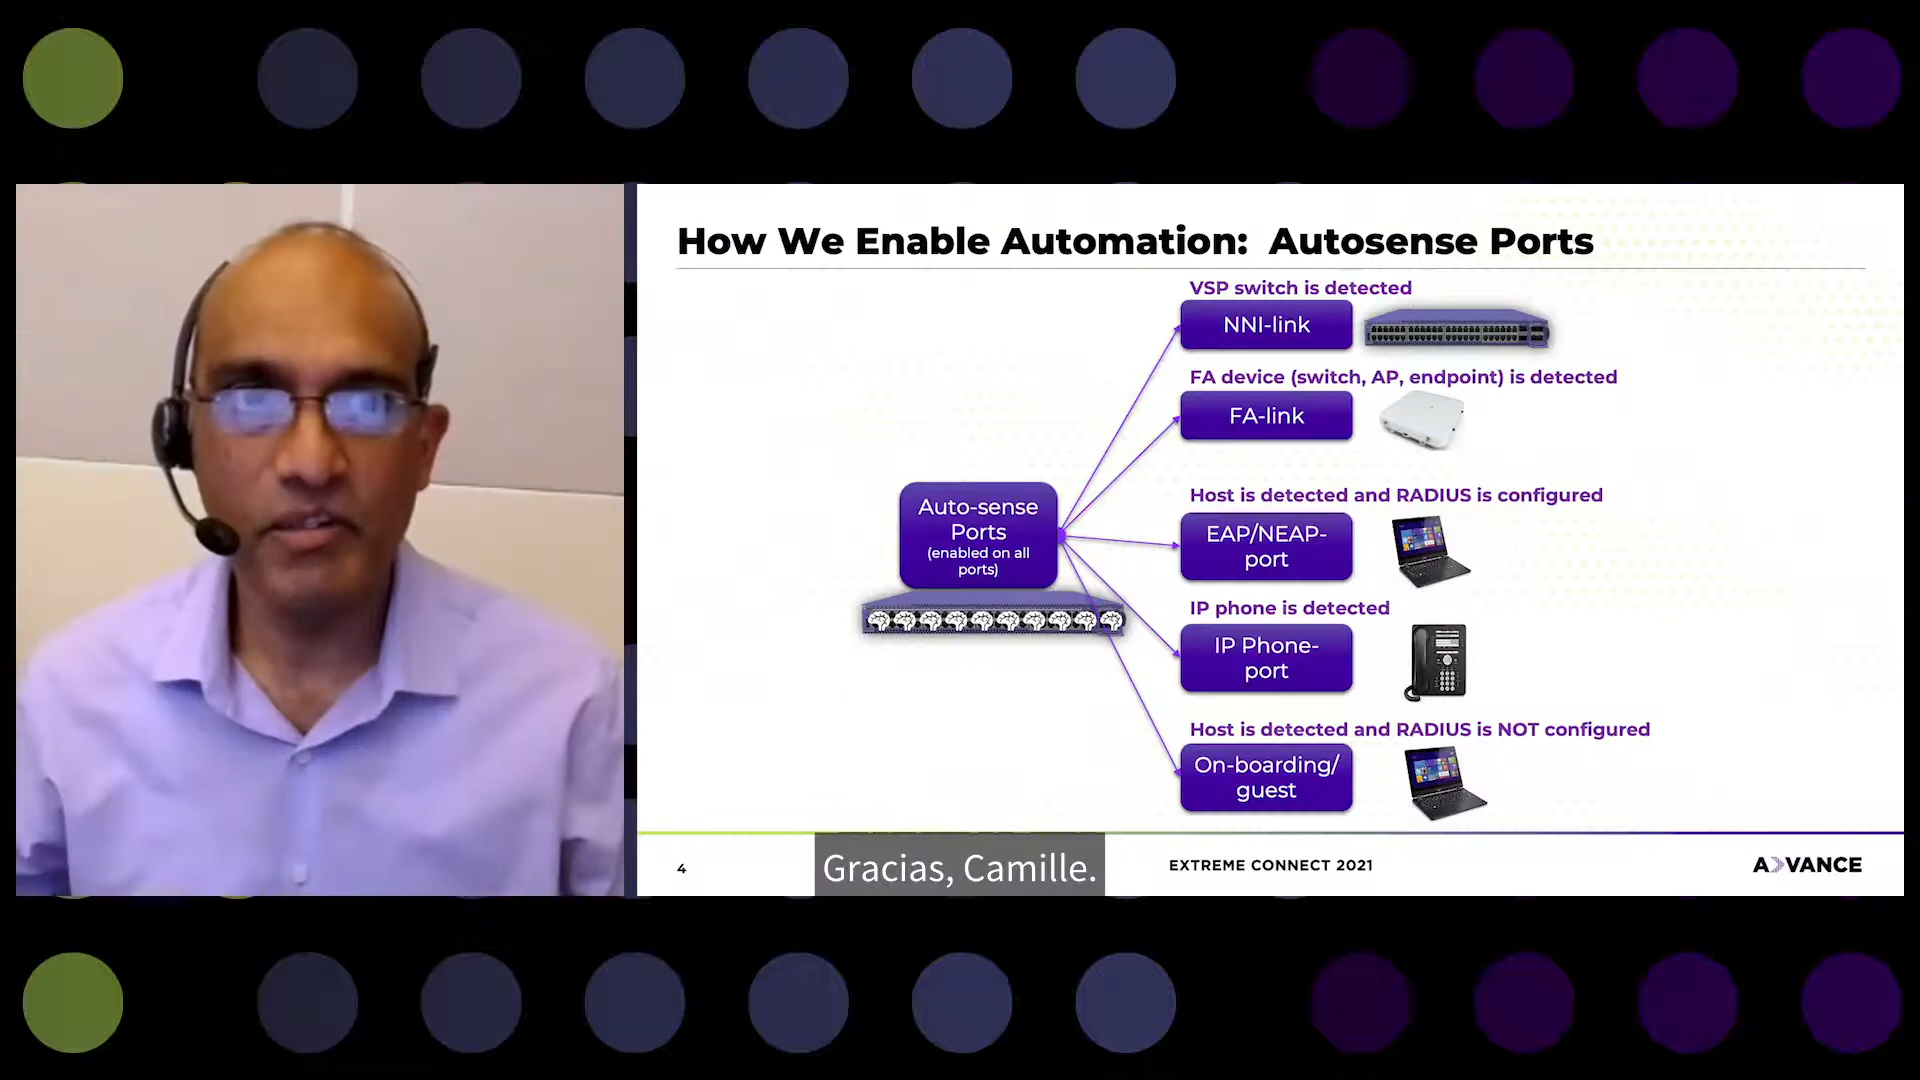 How We Enable Automation:  Autosense Ports
VSP switch is detected
NNI-link
FA device (switch, AP, endpoint) is detected
FA-link
Host is detected and RADIUS is configured
EAP/NEAP-
port
Auto-sense
Ports
(enabled on all
ports)
IP phone is detected
IP Phone-
port
Host is detected and RADIUS is NOT configured
On-boarding/
guest
4
Gracias, Camille.
EXTREME CONNECT 2021
ADVANCE